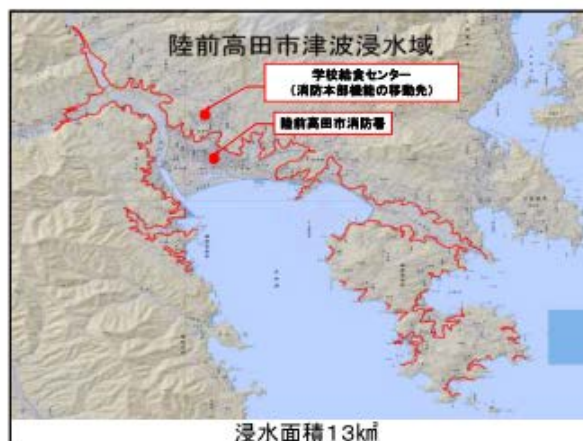 陸前高田市津波浸水域
学校給食センター
（消防本部機能の移動先）
陸前高田市消防署
浸水面積13k㎡